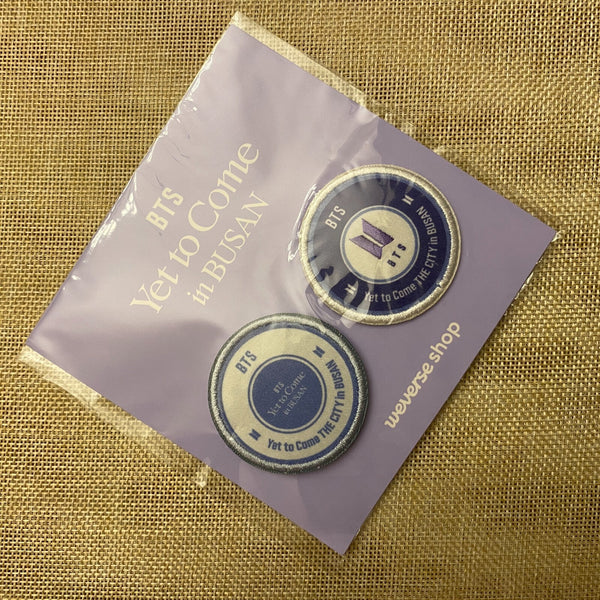 BTS
Yet to Come
in BUSAN
BTS
BTS
Yet to Come THE CITY in BUSAN
BTS
BTS
Yet to Come
in BUSAN
Yet to Come THE CITY in BUSAN
weverse shop